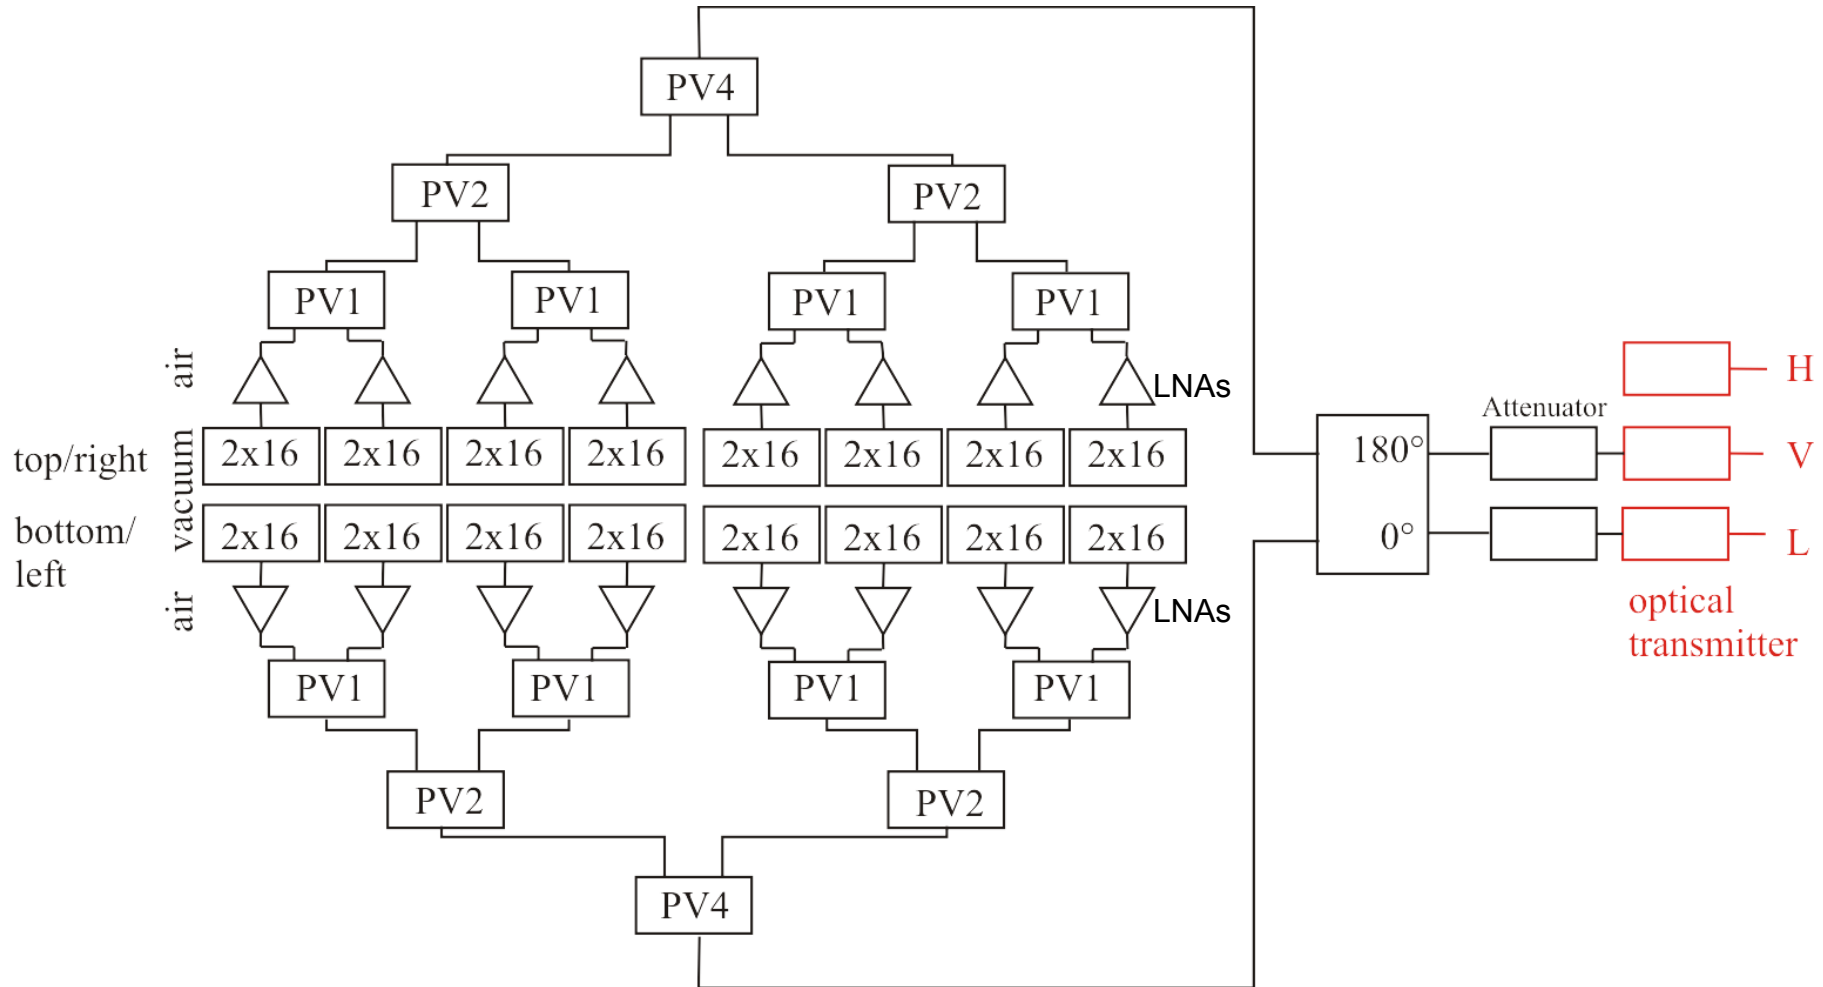 PV4
PV2
PV2
PV1
PV1
PV1
PV1
air
LNAs
H
Attenuator
top/right
vacuum
2x16
2x16
2x16
2x16
2x16
2x16
2x16
2x16
180°
V
bottom/
left
2x16
2x16
2x16
2x16
2x16
2x16
2x16
2x16
0°
L
air
LNAs
optical
transmitter
PV1
PV1
PV1
PV1
PV2
PV2
PV4